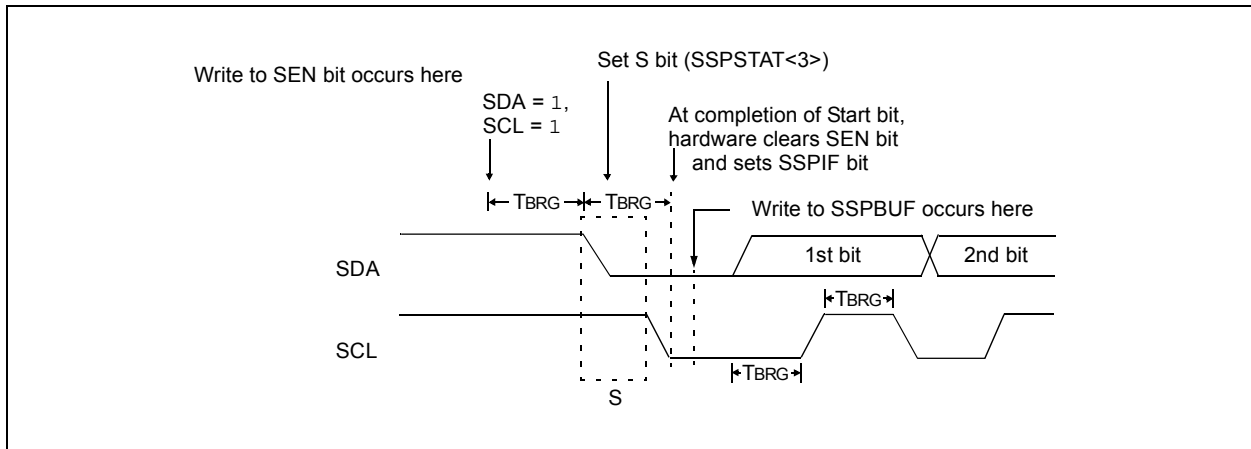 Set S bit (SSPSTAT<3>)
Write to SEN bit occurs here
SDA = 1,
SCL = 1
At completion of Start bit,
hardware clears SEN bit
and sets SSPIF bit
TBRG
TBRG
Write to SSPBUF occurs here
SDA
1st bit
2nd bit
TBRG
SCL
TBRG
S